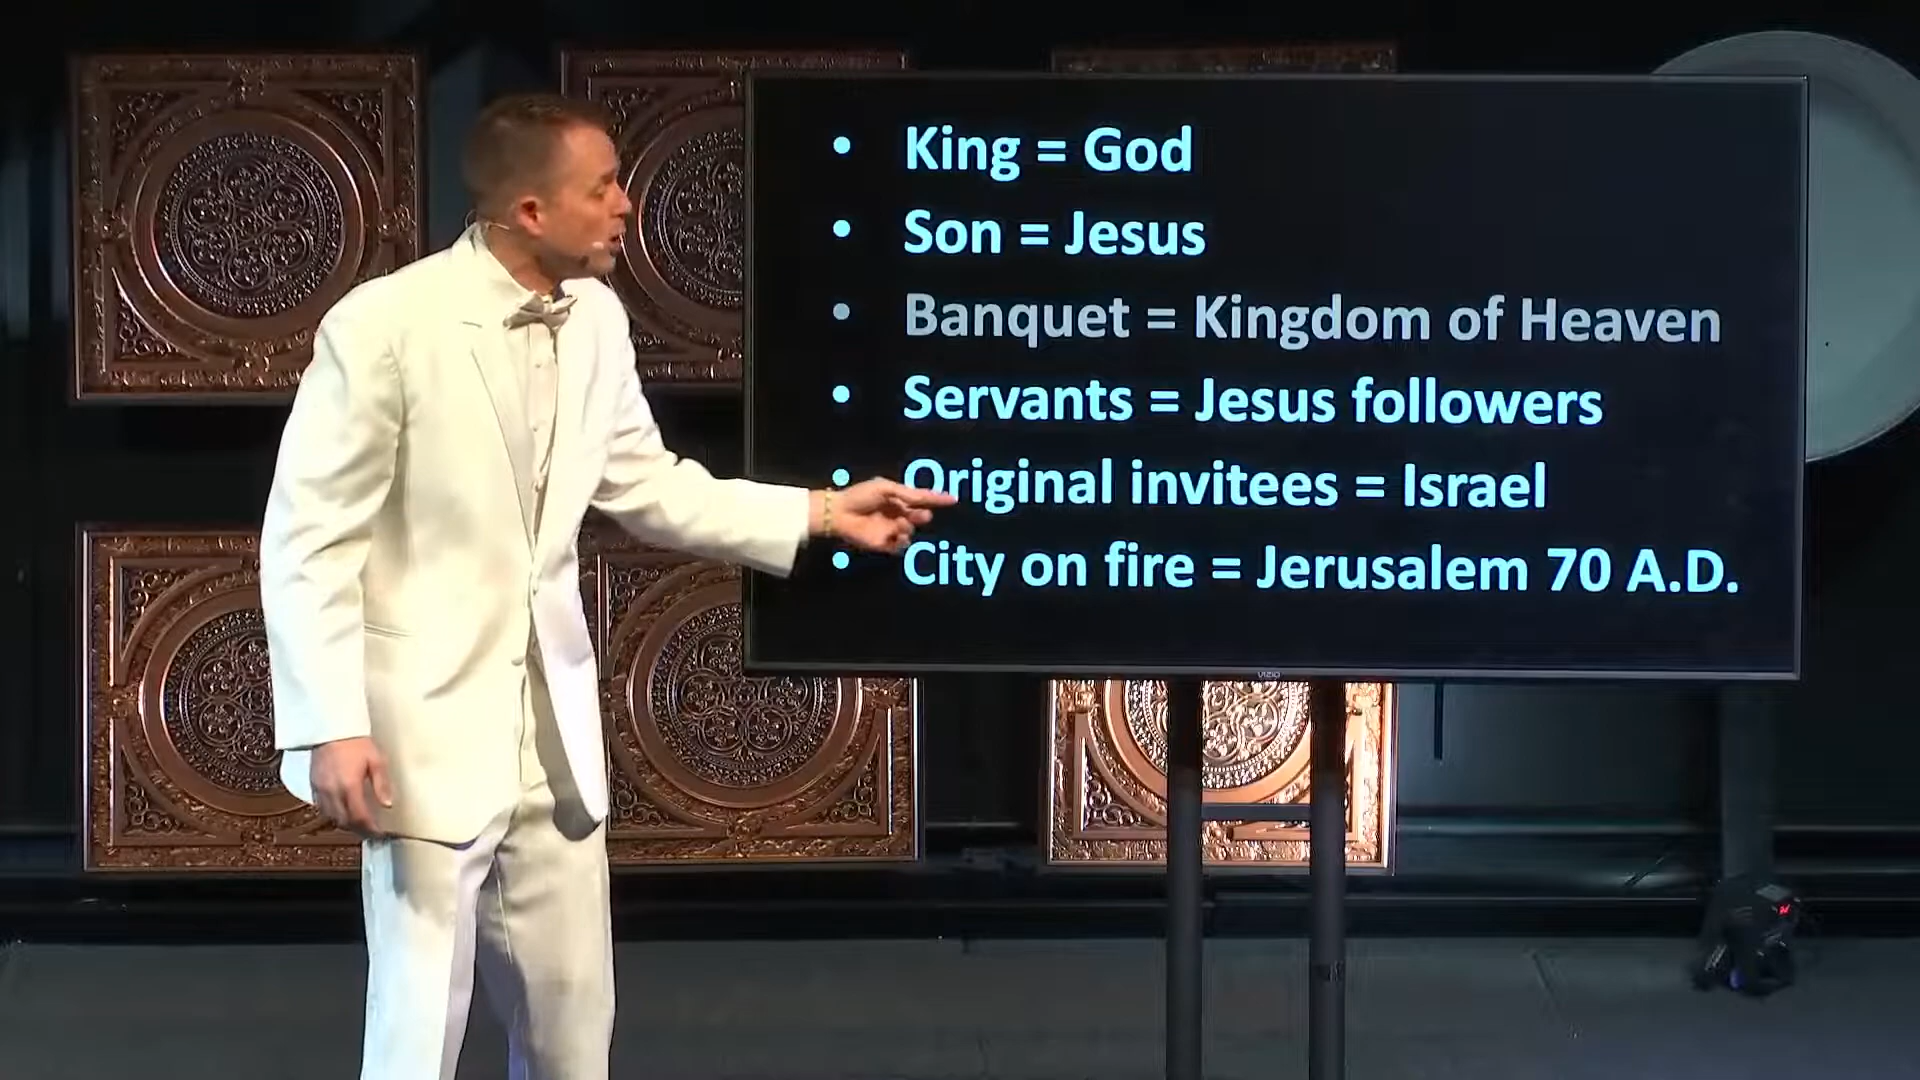 • King = God
• Son = Jesus
• Banquet = Kingdom of Heaven
• Servants = Jesus followers
• Original invitees = Israel
• City on fire = Jerusalem 70 A.D.
VIZIO